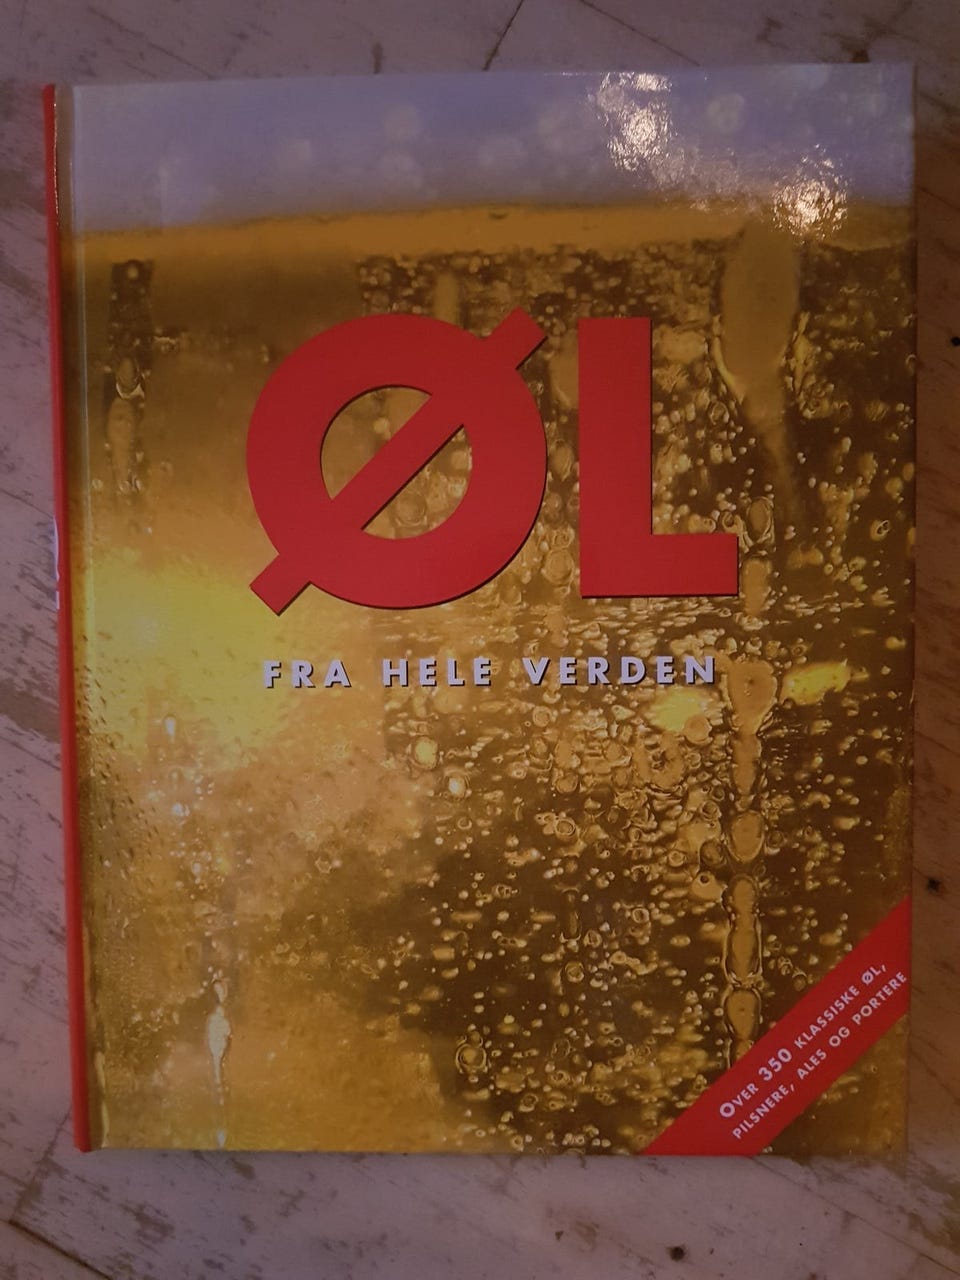 ØL
FRA HELE VERDEN
OVER 350 KLASSISKE ØL,
PILSNERE, ALES OG PORTERE